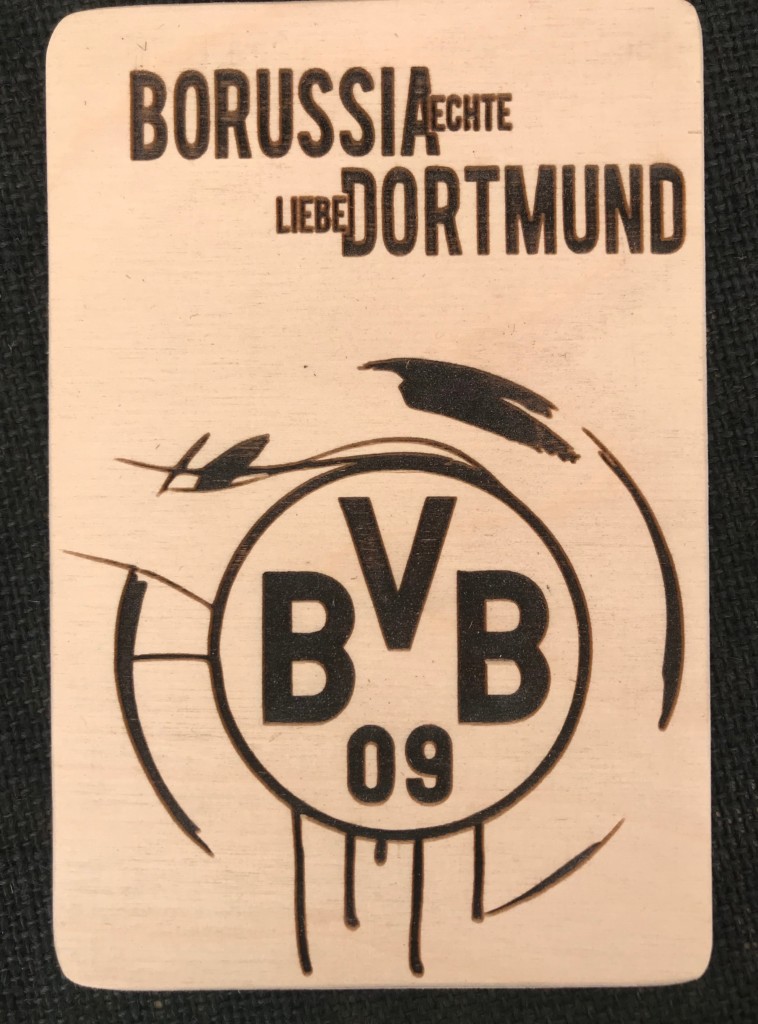 BORUSSIA ECHTE
LIEBE DORTMUND
BVB
09